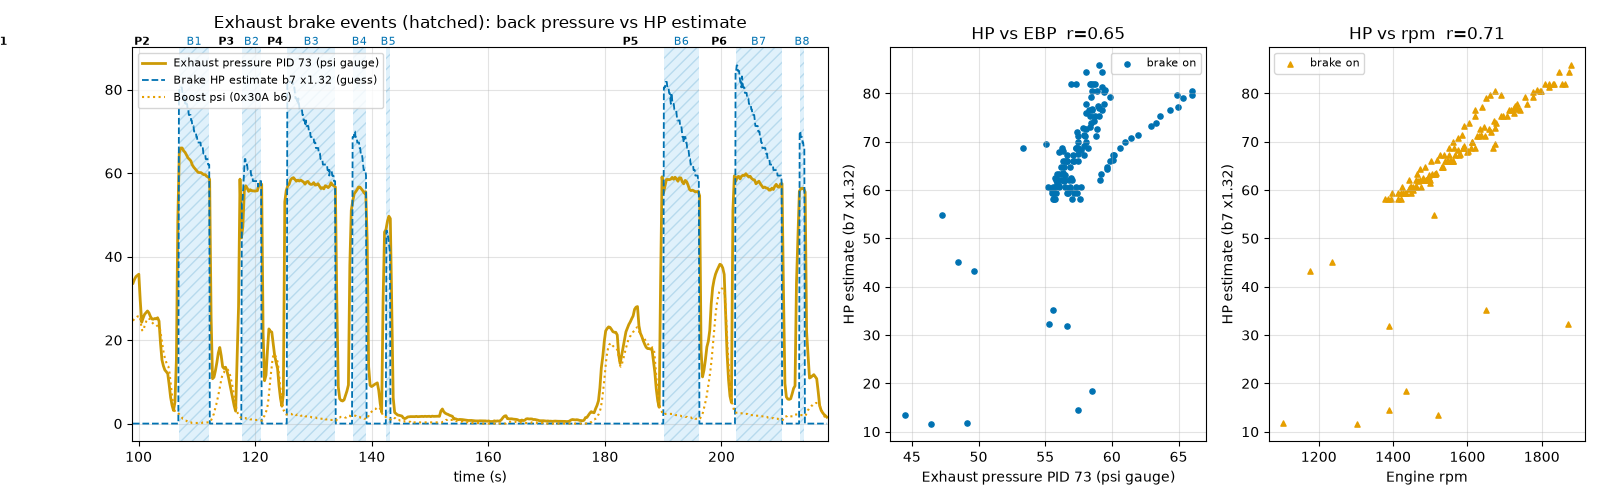 Exhaust brake events (hatched): back pressure vs HP estimate
1 P2 B1 P3 B2 P4 B3 B4 B5 P5 B6 P6 B7 B8
Exhaust pressure PID 73 (psi gauge)
Brake HP estimate b7 x1.32 (guess)
Boost psi (0x30A b6)
80
60
40
20
0
100 120 140 160 180 200
time (s)
HP vs EBP r=0.65
brake on
HP estimate (b7 x1.32)
80
70
60
50
40
30
20
10
45 50 55 60 65
Exhaust pressure PID 73 (psi gauge)
HP vs rpm r=0.71
brake on
HP estimate (b7 x1.32)
80
70
60
50
40
30
20
10
1200 1400 1600 1800
Engine rpm